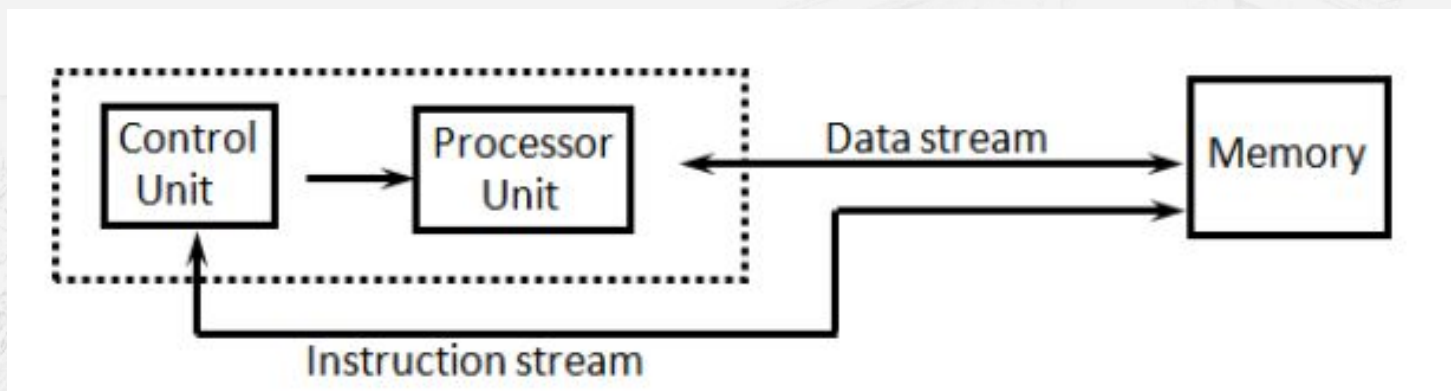 Control
Unit
Processor
Unit
Data stream
Memory
Instruction stream